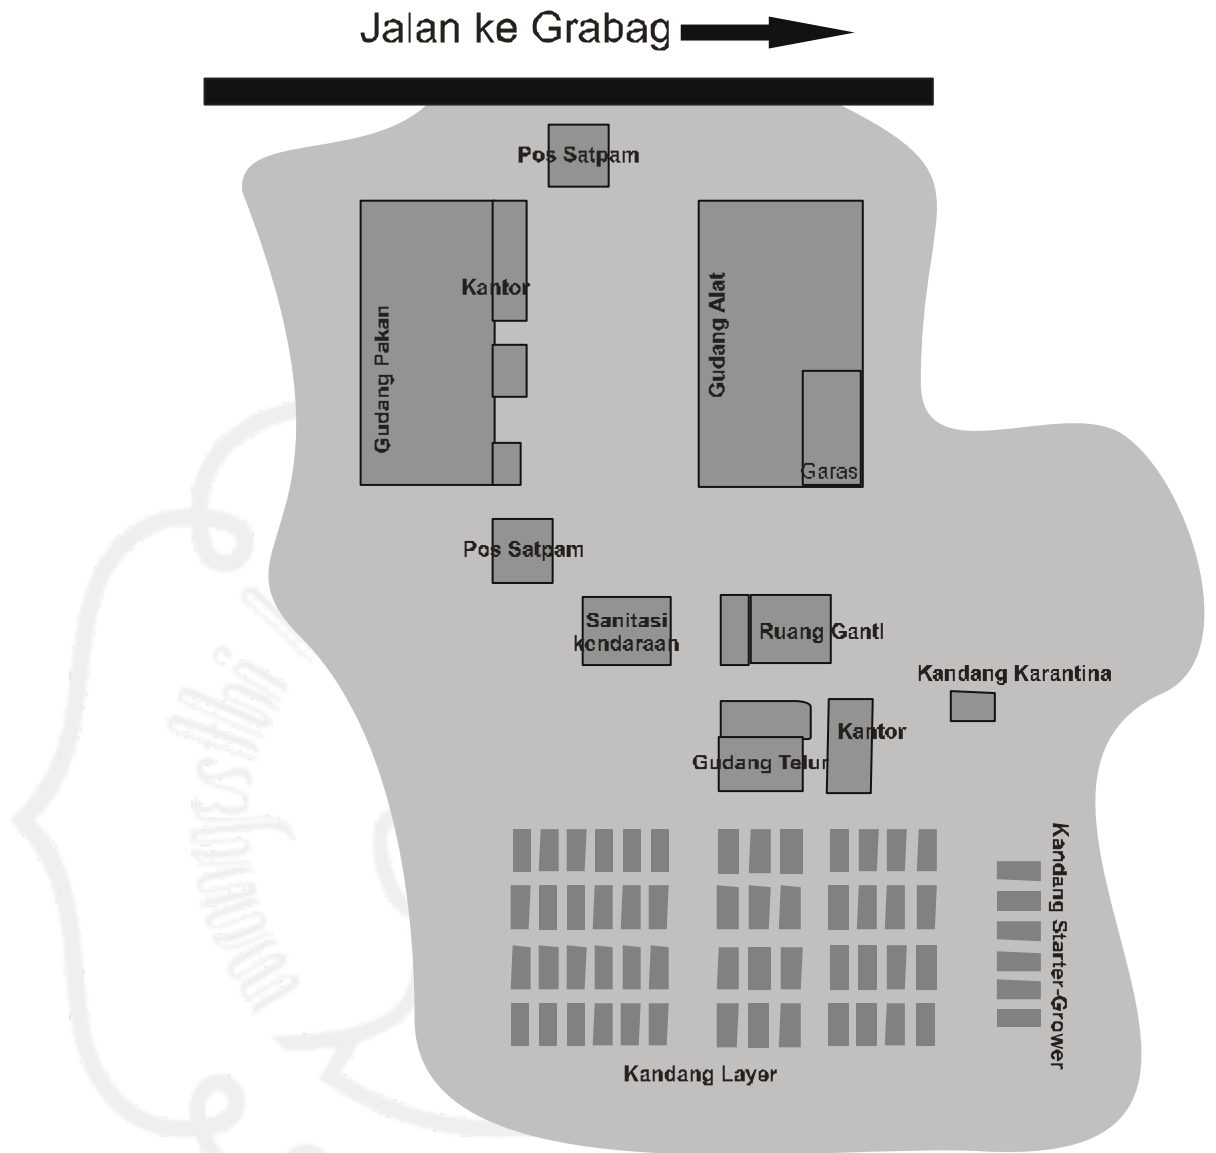 Jalan ke Grabag
Pos Satpam
Kantor
Gudang Pakan
Gudang Alat
Garas
Pos Satpam
Sanitasi
kendaraan
Ruang GantI
Kandang Karantina
Kantor
Gudang Telur
Kandang Starter-Grower
Kandang Layer